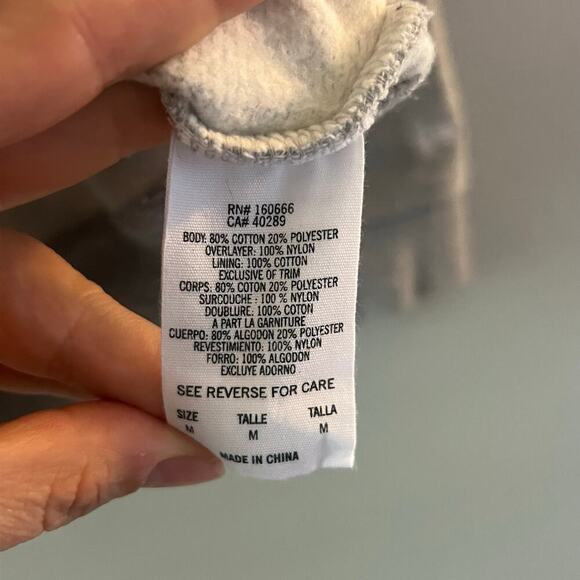 RN# 160666
CA# 40289
BODY: 80% COTTON 20% POLYESTER
OVERLAYER: 100% NYLON
LINING: 100% COTTON
EXCLUSIVE OF TRIM
CORPS: 80% COTON 20% POLYESTER
SURCOUCHE : 100 % NYLON
DOUBLURE: 100% COTON
A PART LA GARNITURE
CUERPO: 80% ALGODON 20% POLYESTER
REVESTIMIENTO: 100% NYLON
FORRO: 100% ALGODON
EXCLUYE ADORNO
SEE REVERSE FOR CARE
SIZE TALLE TALLA
M M M
MADE IN CHINA